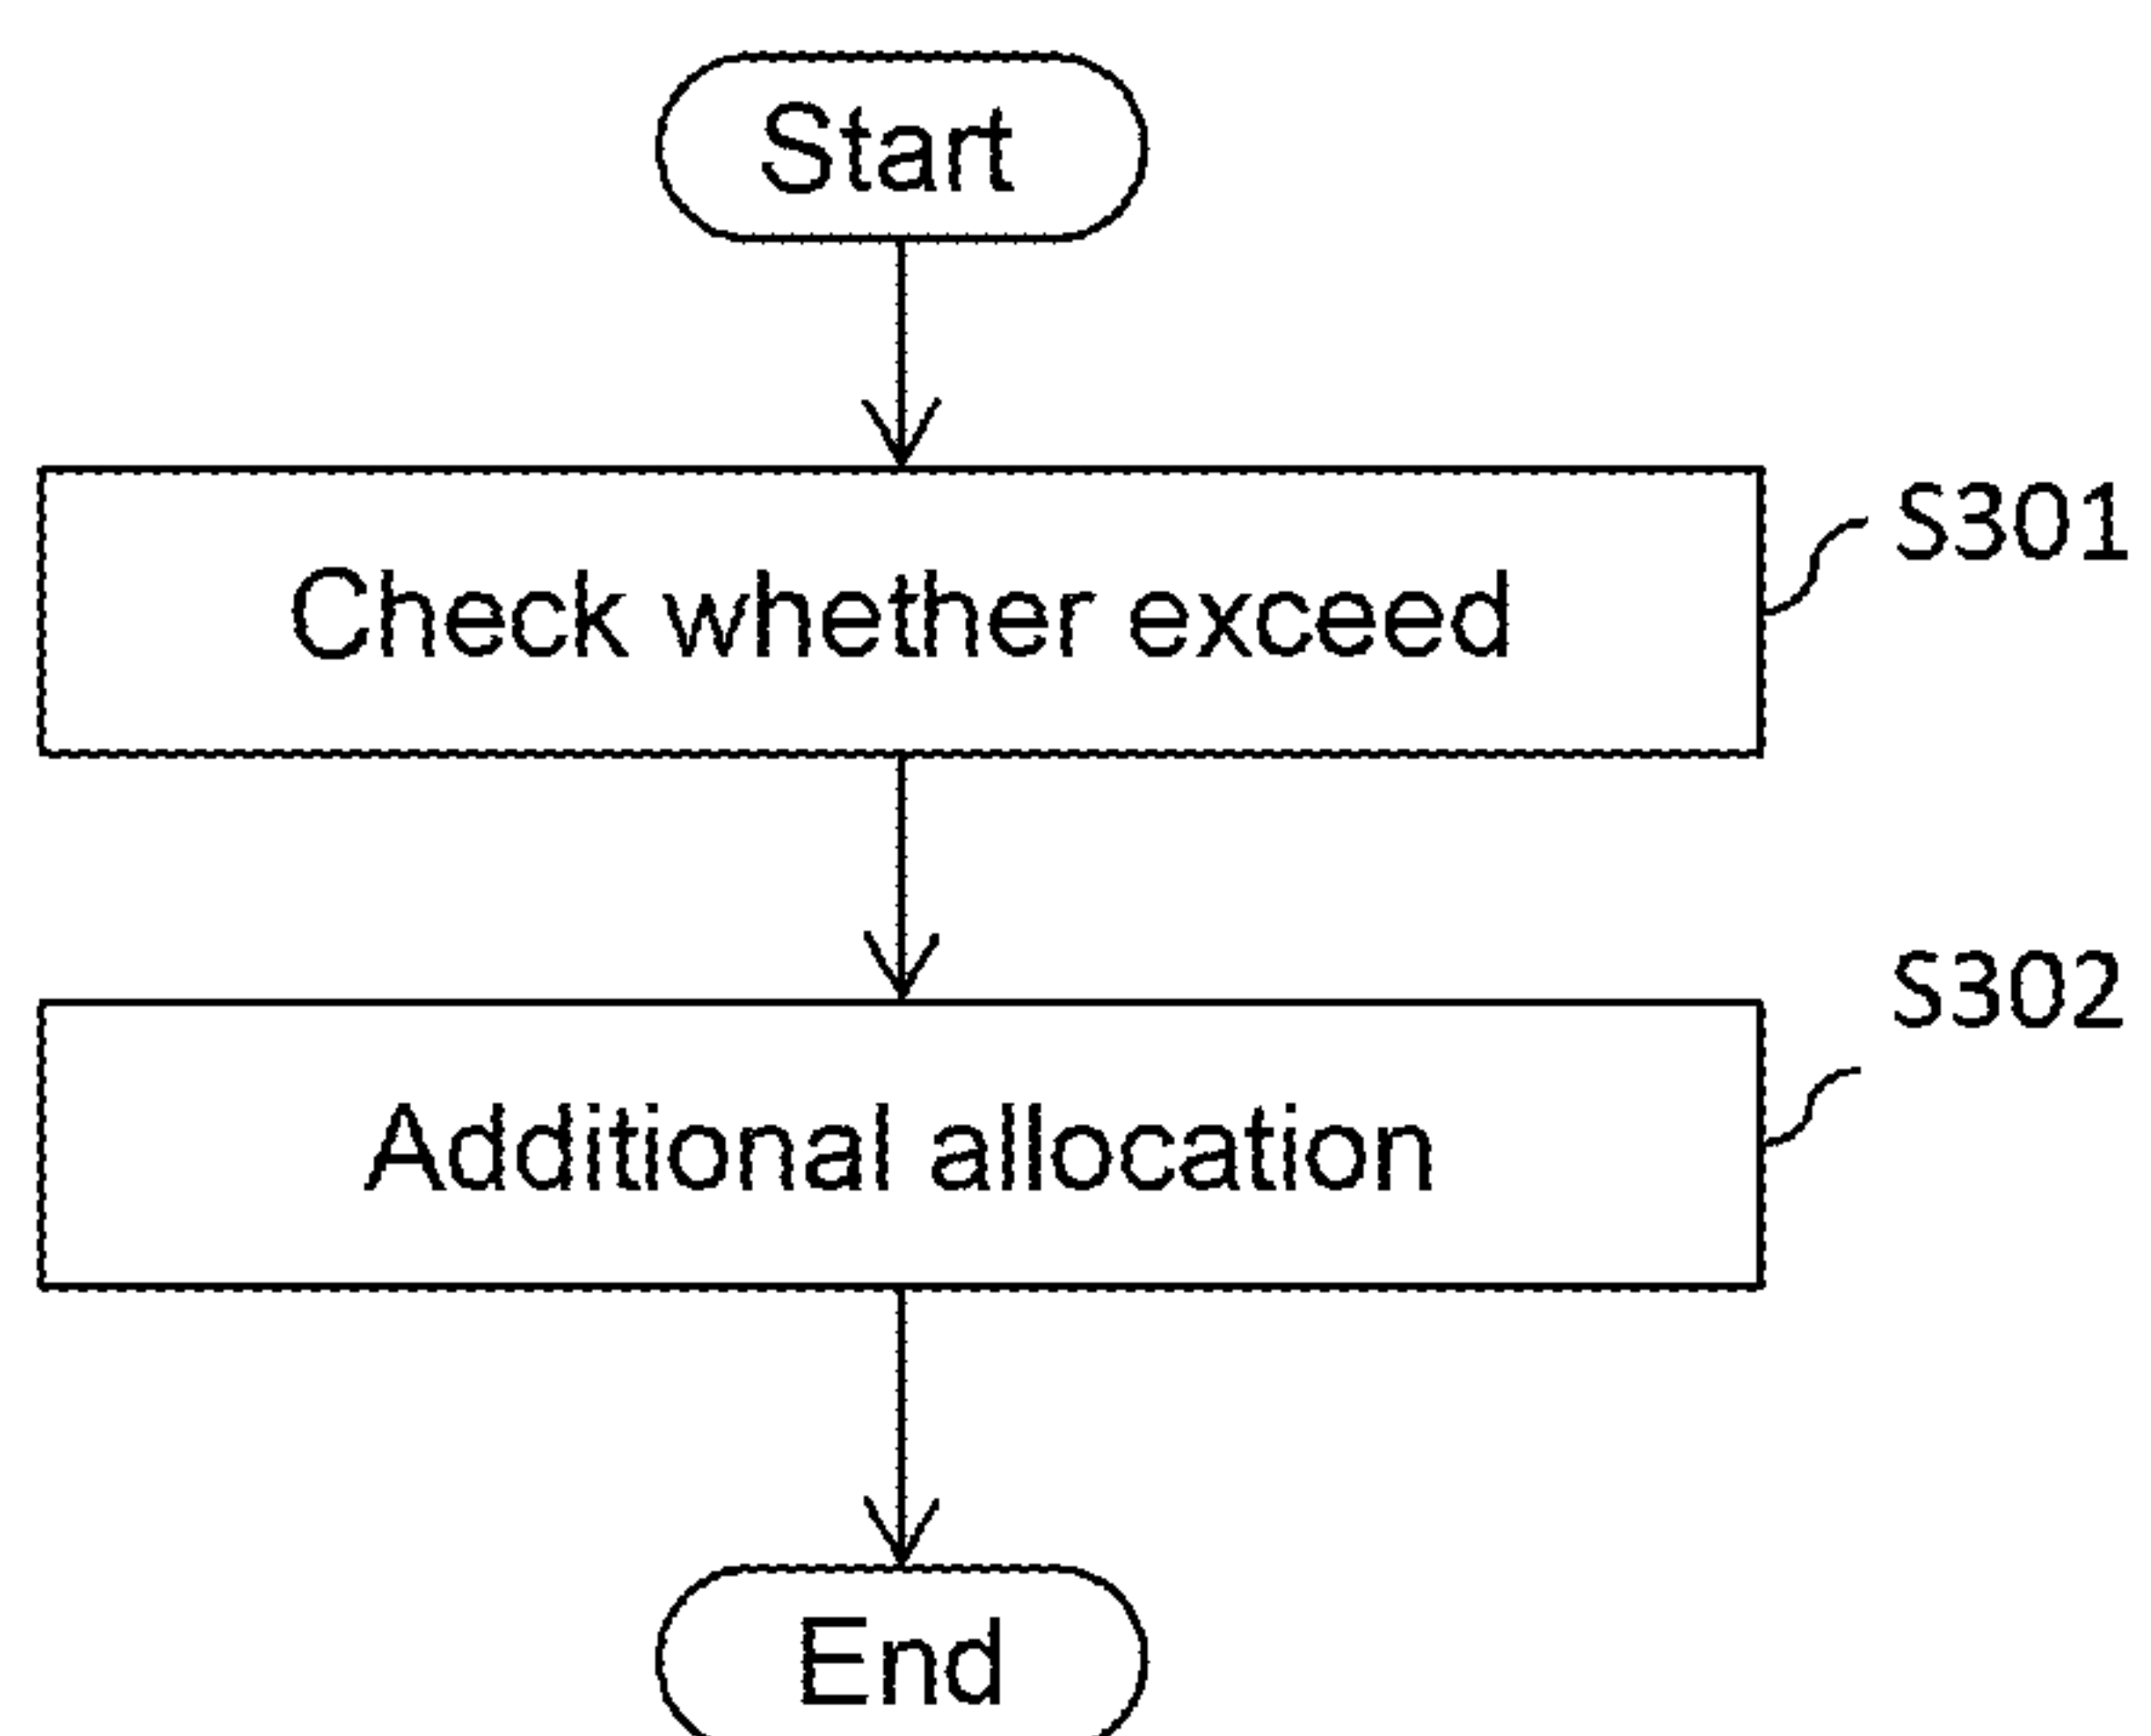 Start
Check whether exceed
S301
Additional allocation
S302
End